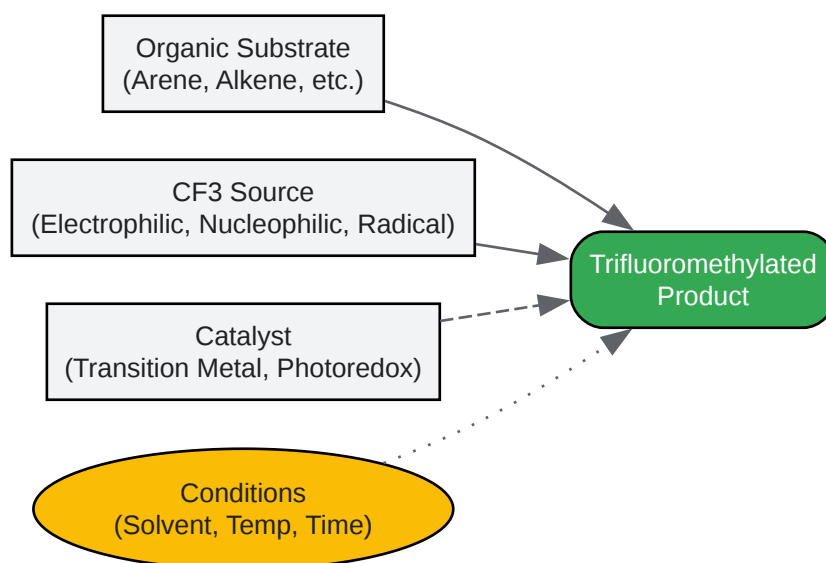 Organic Substrate
(Arene, Alkene, etc.)
CF3 Source
(Electrophilic, Nucleophilic, Radical)
Trifluoromethylated
Product
Catalyst
(Transition Metal, Photoredox)
Conditions
(Solvent, Temp, Time)